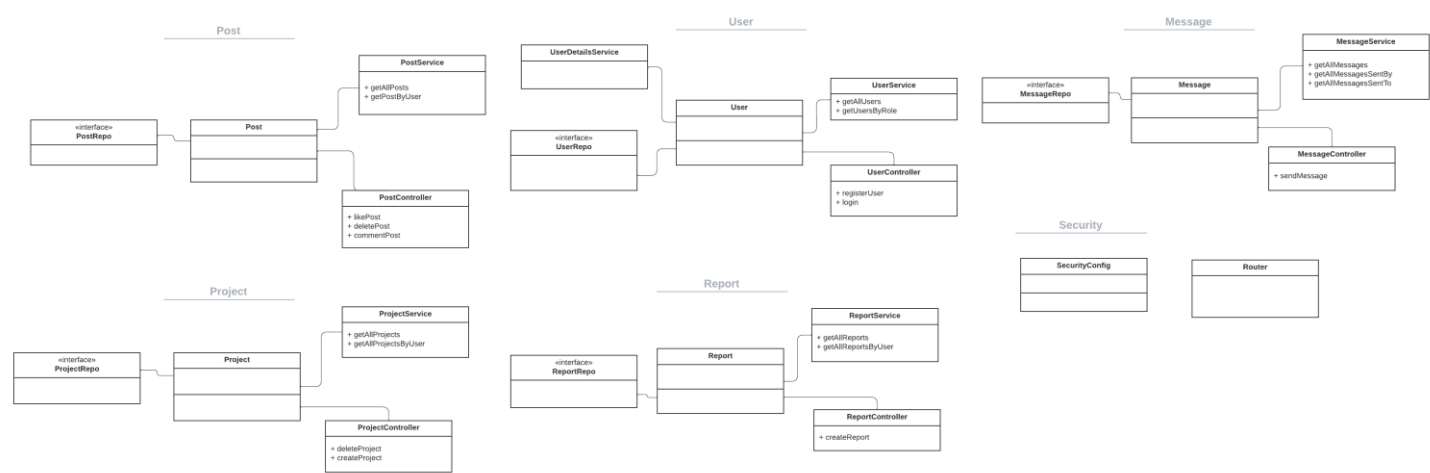 Post
PostService
+ getAllPosts
+ getPostByUser
«interface»
PostRepo
Post
PostController
+ likePost
+ deletePost
+ commentPost
User
UserDetailsService
UserService
+ getAllUsers
+ getUsersByRole
User
«interface»
UserRepo
UserController
+ registerUser
+ login
Message
MessageService
+ getAllMessages
+ getAllMessagesSentBy
+ getAllMessagesSentTo
«interface»
MessageRepo
Message
MessageController
+ sendMessage
Security
SecurityConfig
Router
Project
ProjectService
+ getAllProjects
+ getAllProjectsByUser
«interface»
ProjectRepo
Project
ProjectController
+ deleteProject
+ createProject
Report
ReportService
+ getAllReports
+ getAllReportsByUser
«interface»
ReportRepo
Report
ReportController
+ createReport